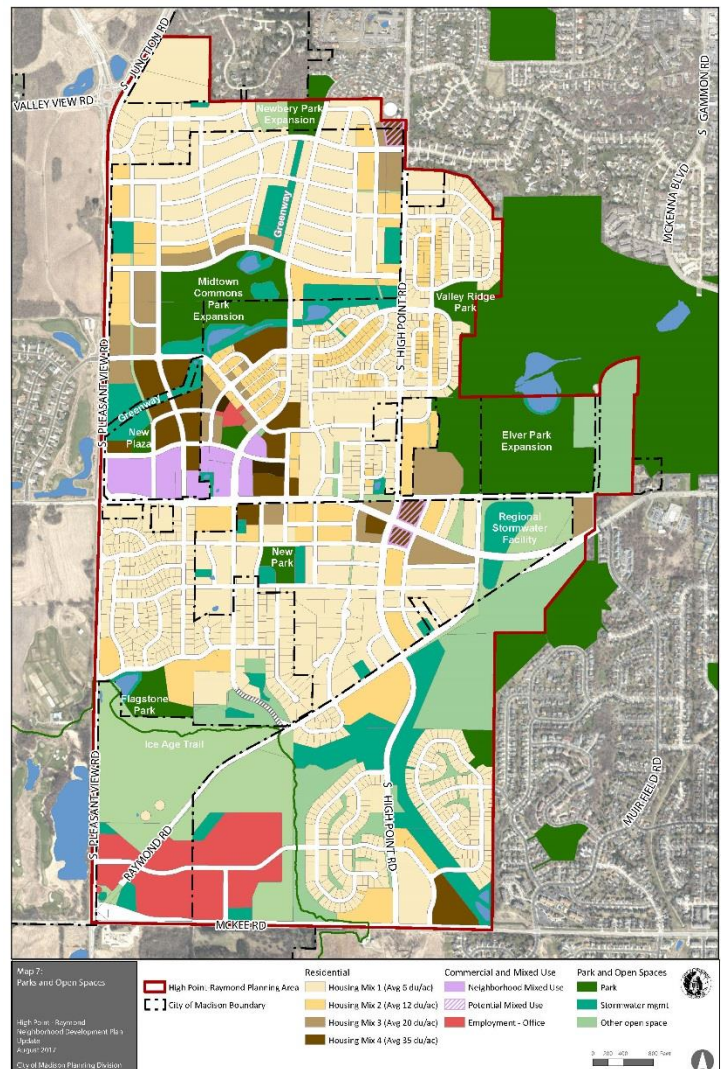 S. JUNCTION RD
VALLEY VIEW RD
S. GAMMON RD
MCKENNA BLVD
Newbery Park
Expansion
Greenway
Midtown
Commons
Park
Expansion
Valley Ridge
Park
S. HIGH POINT RD
S. PLEASANT VIEW RD
Greenway
New
Plaza
Elver Park
Expansion
Regional
Stormwater
Facility
New
Park
Flagstone
Park
Ice Age Trail
S. PLEASANT VIEW RD
RAYMOND RD
S. HIGH POINT RD
MUIR FIELD RD
MCKEE RD
Map 7:
Parks and Open Spaces
High Point - Raymond
Neighborhood Development Plan
Update
August 2017
City of Madison Planning Division
High Point Raymond Planning Area
City of Madison Boundary
Residential
Housing Mix 1 (Avg 6 du/ac)
Housing Mix 2 (Avg 12 du/ac)
Housing Mix 3 (Avg 20 du/ac)
Housing Mix 4 (Avg 35 du/ac)
Commercial and Mixed Use
Neighborhood Mixed Use
Potential Mixed Use
Employment - Office
Park and Open Spaces
Park
Stormwater mgmt
Other open space
0 200 400 800 Feet